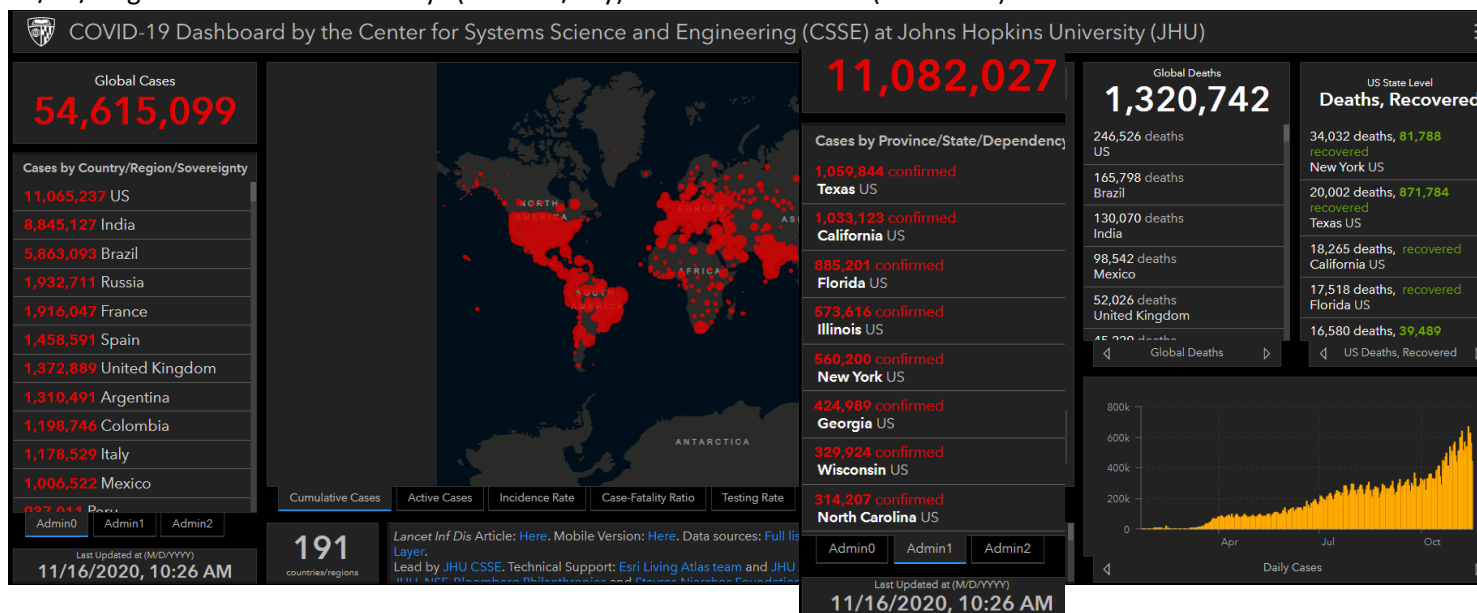 COVID-19 Dashboard by the Center for Systems Science and Engineering (CSSE) at Johns Hopkins University (JHU)
Global Cases
54,615,099
Cases by Country/Region/Sovereignty
11,065,237 US
8,845,127 India
5,863,093 Brazil
1,932,711 Russia
1,916,047 France
1,458,591 Spain
1,372,889 United Kingdom
1,310,491 Argentina
1,198,746 Colombia
1,178,529 Italy
1,006,522 Mexico
937,011 Peru
Admin0 Admin1 Admin2
Last Updated at (M/D/YYYY)
11/16/2020, 10:26 AM
NORTH
AMERICA
SOUTH
AMERICA
EUROPE
AFRICA
ANTARCTICA
Cumulative Cases Active Cases Incidence Rate Case-Fatality Ratio Testing Rate
191
countries/regions
Lancet Inf Dis Article: Here. Mobile Version: Here. Data sources: Full
Layer.
Lead by JHU CSSE. Technical Support: Esri Living Atlas team and JHU
JHU, NSF, Bloomberg Philanthropies and Stavros Niarchos Foundation
11,082,027
Cases by Province/State/Dependency
1,059,844 confirmed
Texas US
1,033,123 confirmed
California US
885,201 confirmed
Florida US
573,616 confirmed
Illinois US
560,200 confirmed
New York US
424,989 confirmed
Georgia US
329,924 confirmed
Wisconsin US
314,207 confirmed
North Carolina US
Admin0 Admin1 Admin2
Last Updated at (M/D/YYYY)
11/16/2020, 10:26 AM
Global Deaths
1,320,742
246,526 deaths
US
165,798 deaths
Brazil
130,070 deaths
India
98,542 deaths
Mexico
52,026 deaths
United Kingdom
deaths
Global Deaths
US State Level
Deaths, Recovered
34,032 deaths, 81,788
recovered
New York US
20,002 deaths, 871,784
recovered
Texas US
18,265 deaths, recovered
California US
17,518 deaths, recovered
Florida US
16,580 deaths, 39,489
US Deaths, Recovered
800k
600k
400k
200k
0
Apr Jul Oct
Daily Cases